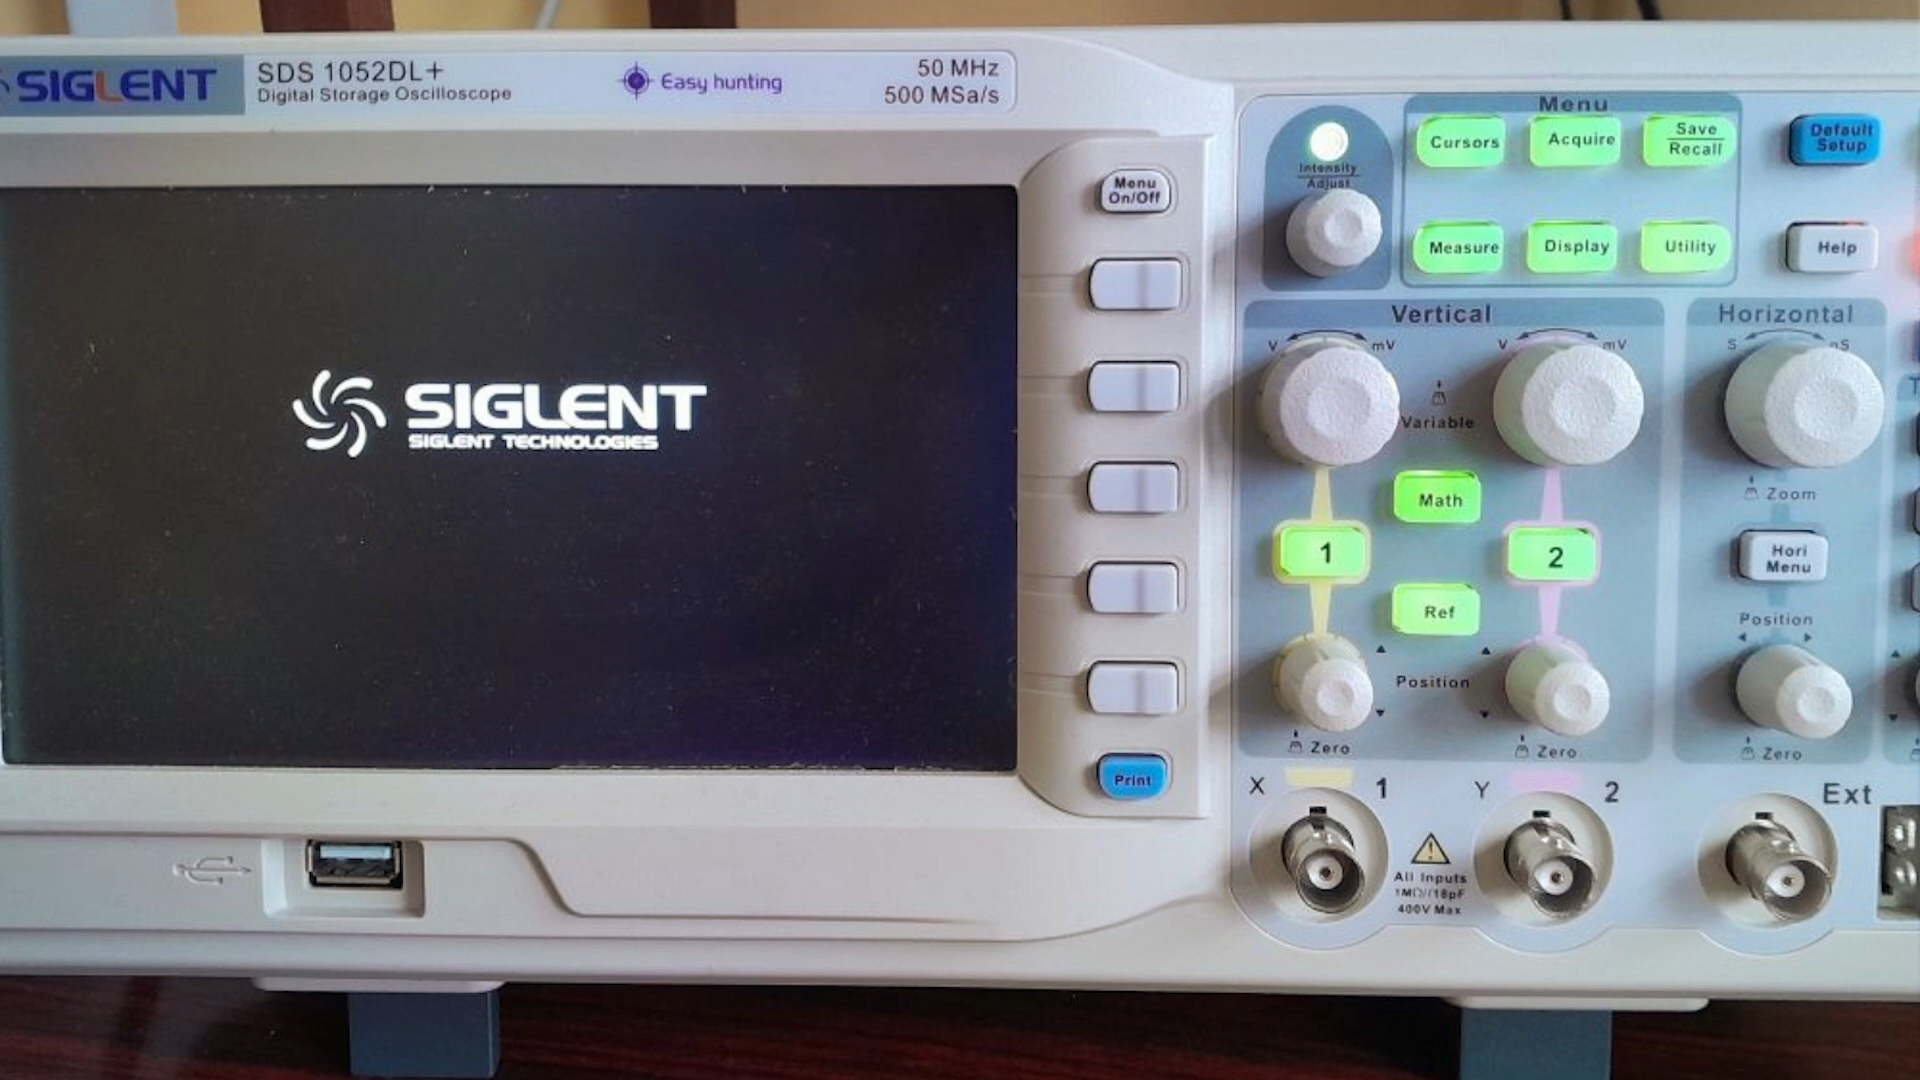 SIGLENT
SDS 1052DL+
Digital Storage Oscilloscope
Easy hunting
50 MHz
500 MSa/s
SIGLENT
SIGLENT TECHNOLOGIES
Menu
On/Off
Print
Intensity
Adjust
Menu
Cursors
Acquire
Save
Recall
Measure
Display
Utility
Default
Setup
Help
Vertical
V
mV
V
mV
Variable
Math
1
2
Ref
Position
Zero
Zero
Horizontal
S
nS
Zoom
Hori
Menu
Position
Zero
X
1
Y
2
Ext
All Inputs
1MΩ//18pF
400V Max